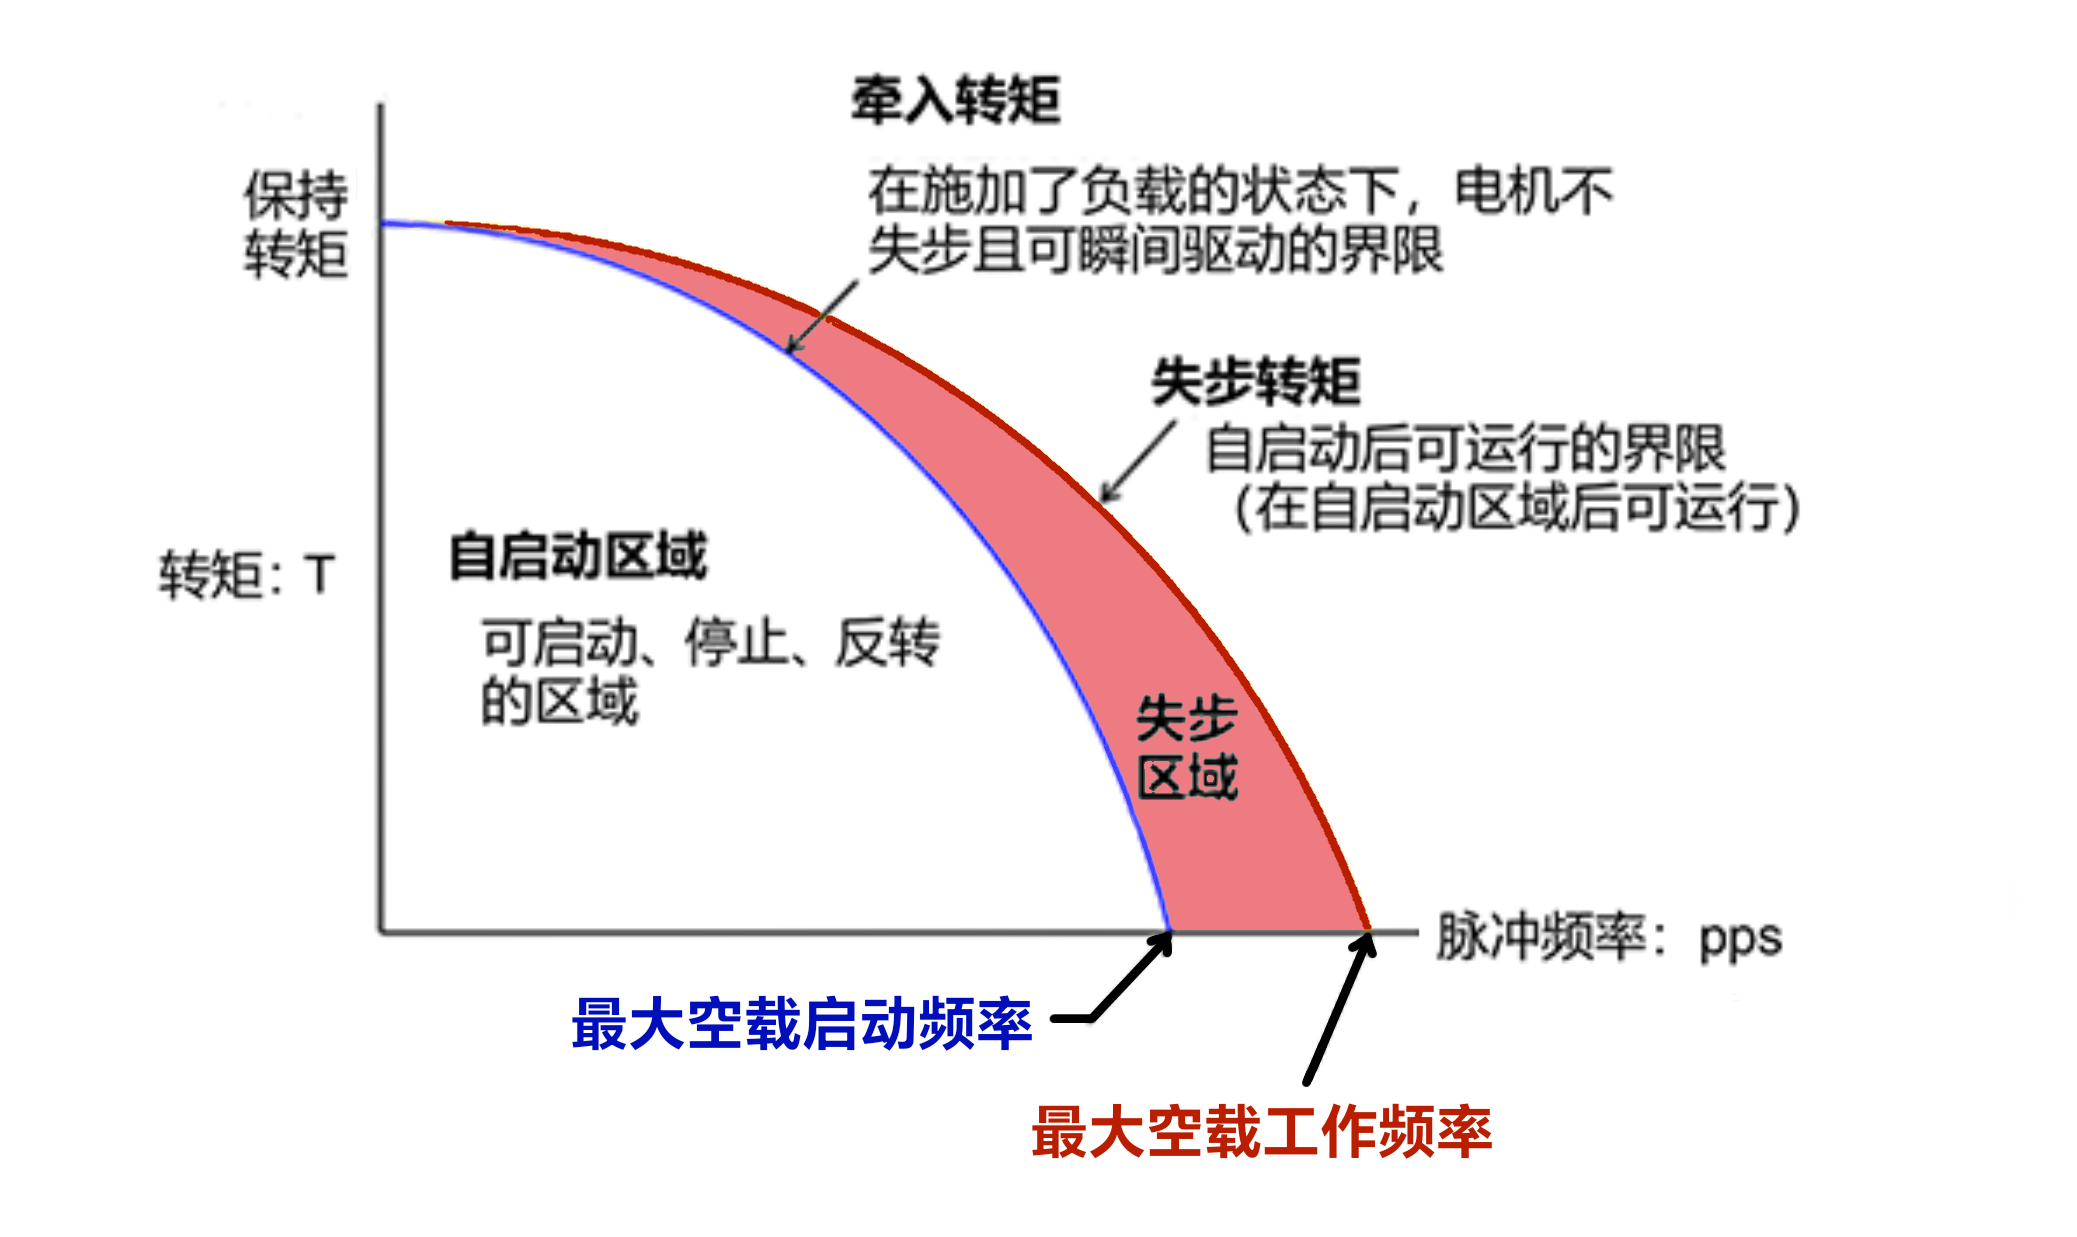 牵入转矩
在施加了负载的状态下，电机不
失步且可瞬间驱动的界限
保持
转矩
失步转矩
自启动后可运行的界限
（在自启动区域后可运行）
自启动区域
转矩：T
可启动、停止、反转
的区域
失步
区域
脉冲频率：pps
最大空载启动频率
最大空载工作频率